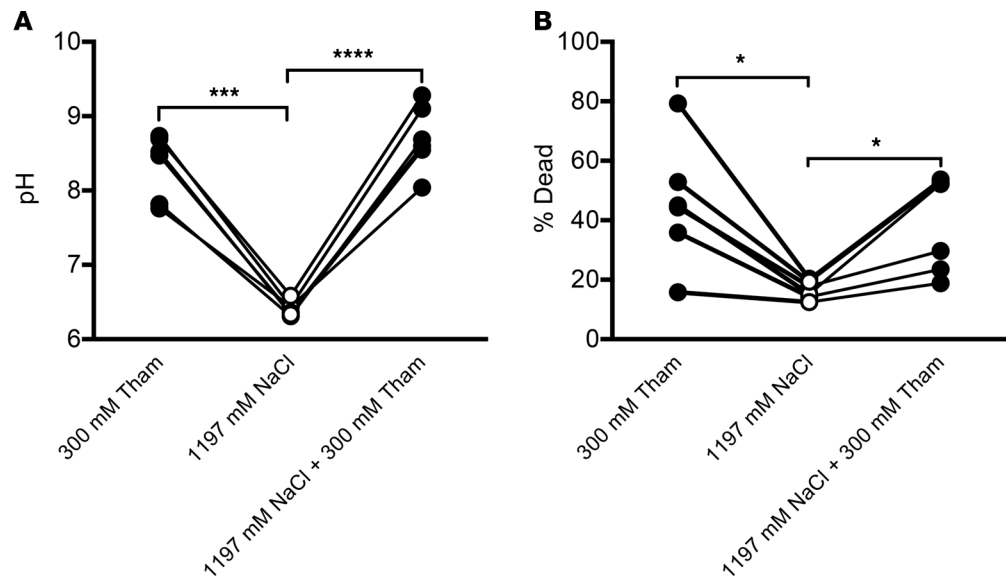 A
10
9
8
7
6
pH
***
****
300 mM Tham
1197 mM NaCl
1197 mM NaCl + 300 mM Tham
B
100
80
60
40
20
0
% Dead
*
*
300 mM Tham
1197 mM NaCl
1197 mM NaCl + 300 mM Tham